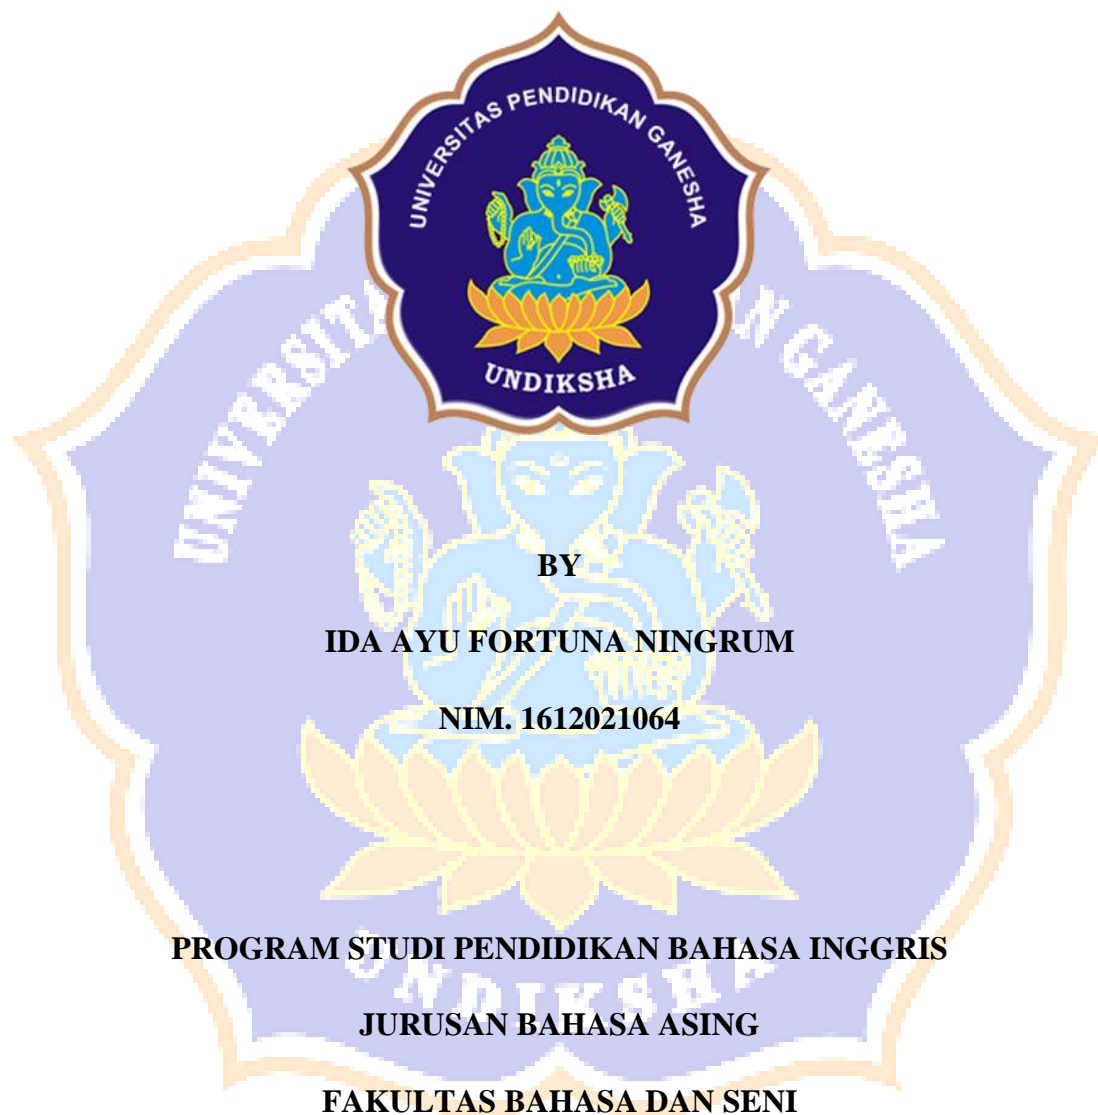 UNIVERSITAS PENDIDIKAN GANESHA
UNDIKSHA
BY
IDA AYU FORTUNA NINGRUM
NIM. 1612021064
PROGRAM STUDI PENDIDIKAN BAHASA INGGRIS
UNDIKSHA
JURUSAN BAHASA ASING
FAKULTAS BAHASA DAN SENI